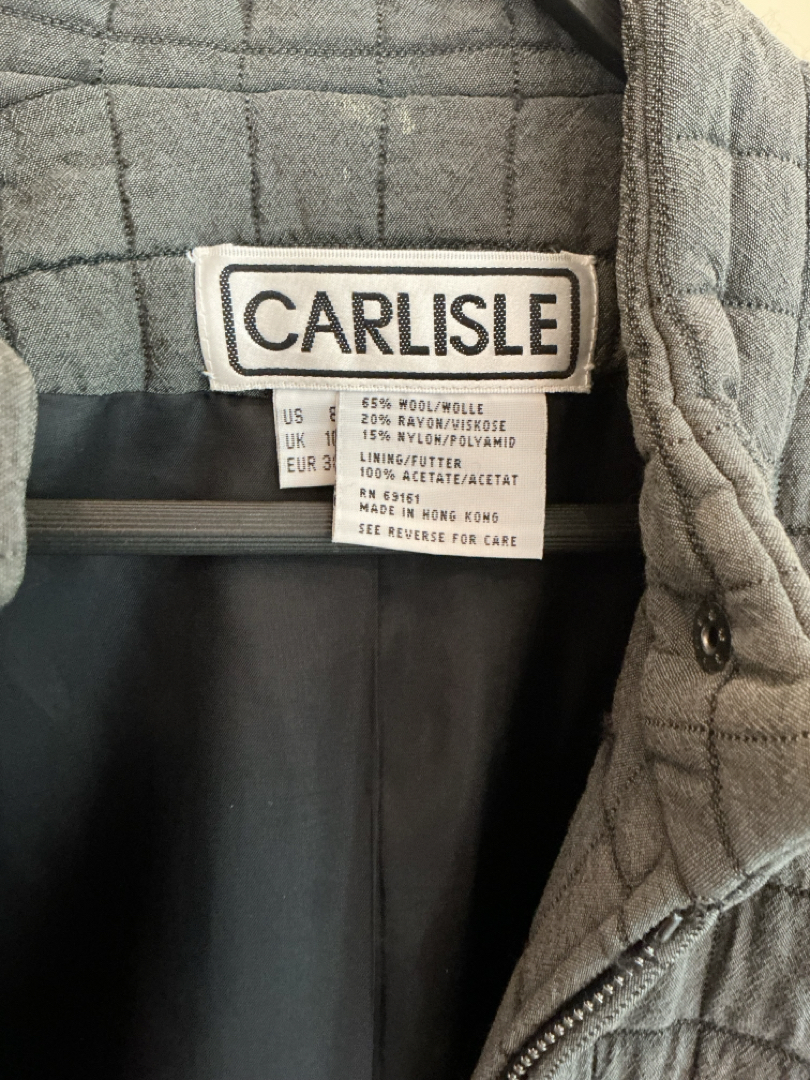 CARLISLE
US 8
UK
EUR
65% WOOL/WOLLE
20% RAYON/VISKOSE
15% NYLON/POLYAMID
LINING/FUTTER
100% ACETATE/ACETAT
RN 69161
MADE IN HONG KONG
SEE REVERSE FOR CARE